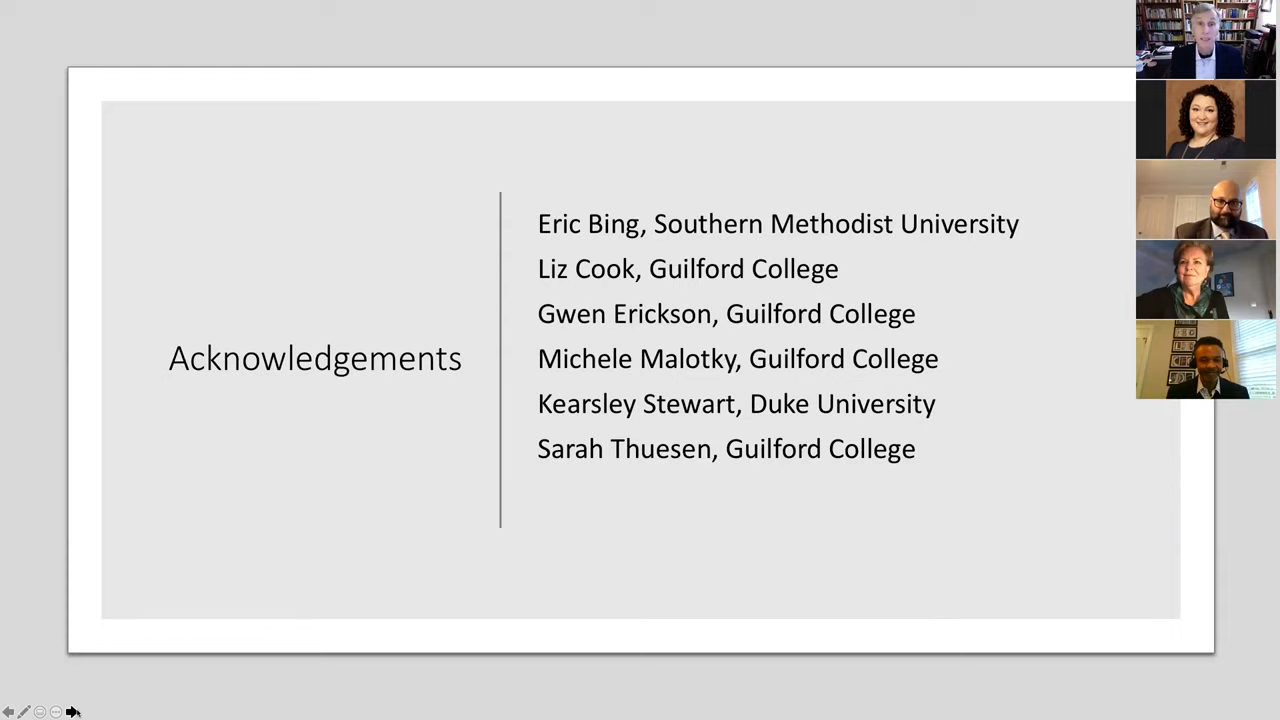 Acknowledgements
Eric Bing, Southern Methodist University
Liz Cook, Guilford College
Gwen Erickson, Guilford College
Michele Malotky, Guilford College
Kearsley Stewart, Duke University
Sarah Thuesen, Guilford College